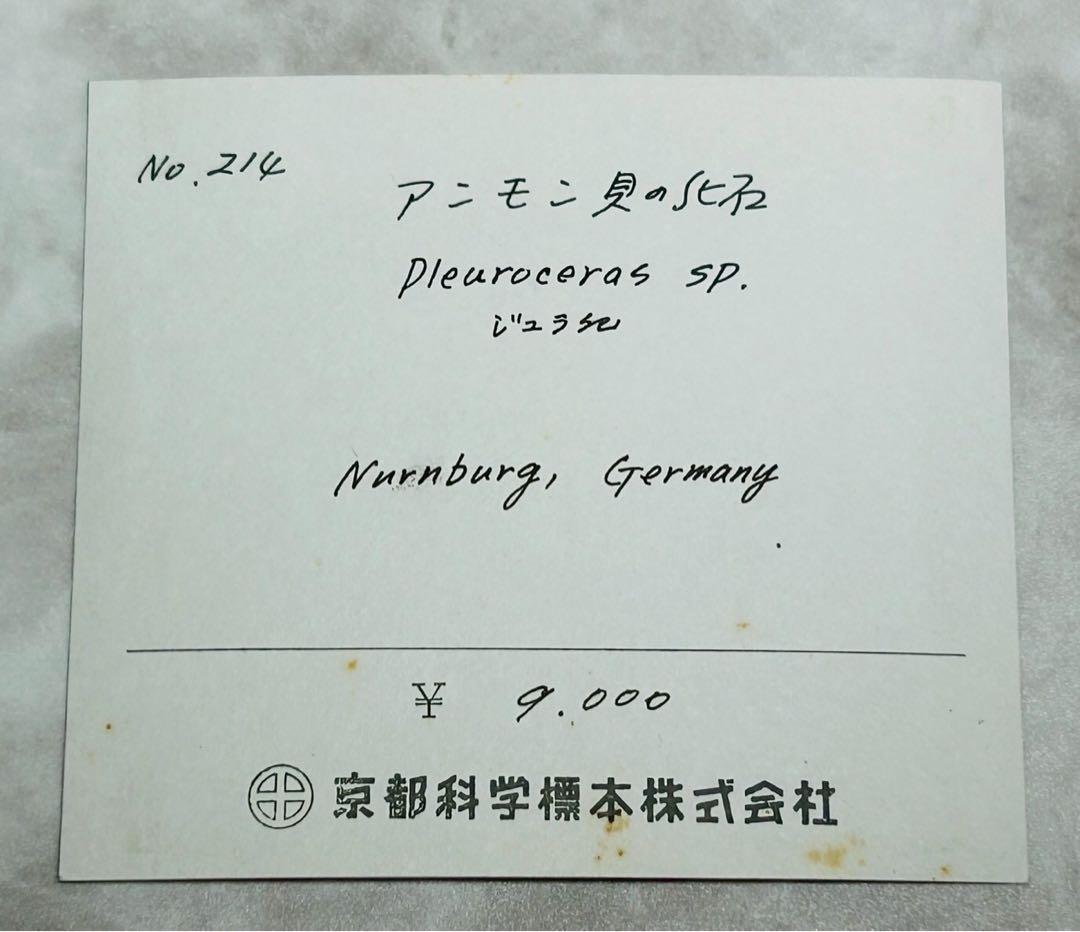 No. 214
アンモン貝の化石
Pleuroceras sp.
ジュラ紀
Nurnburg, Germany
¥ 9.000
京都科学標本株式会社